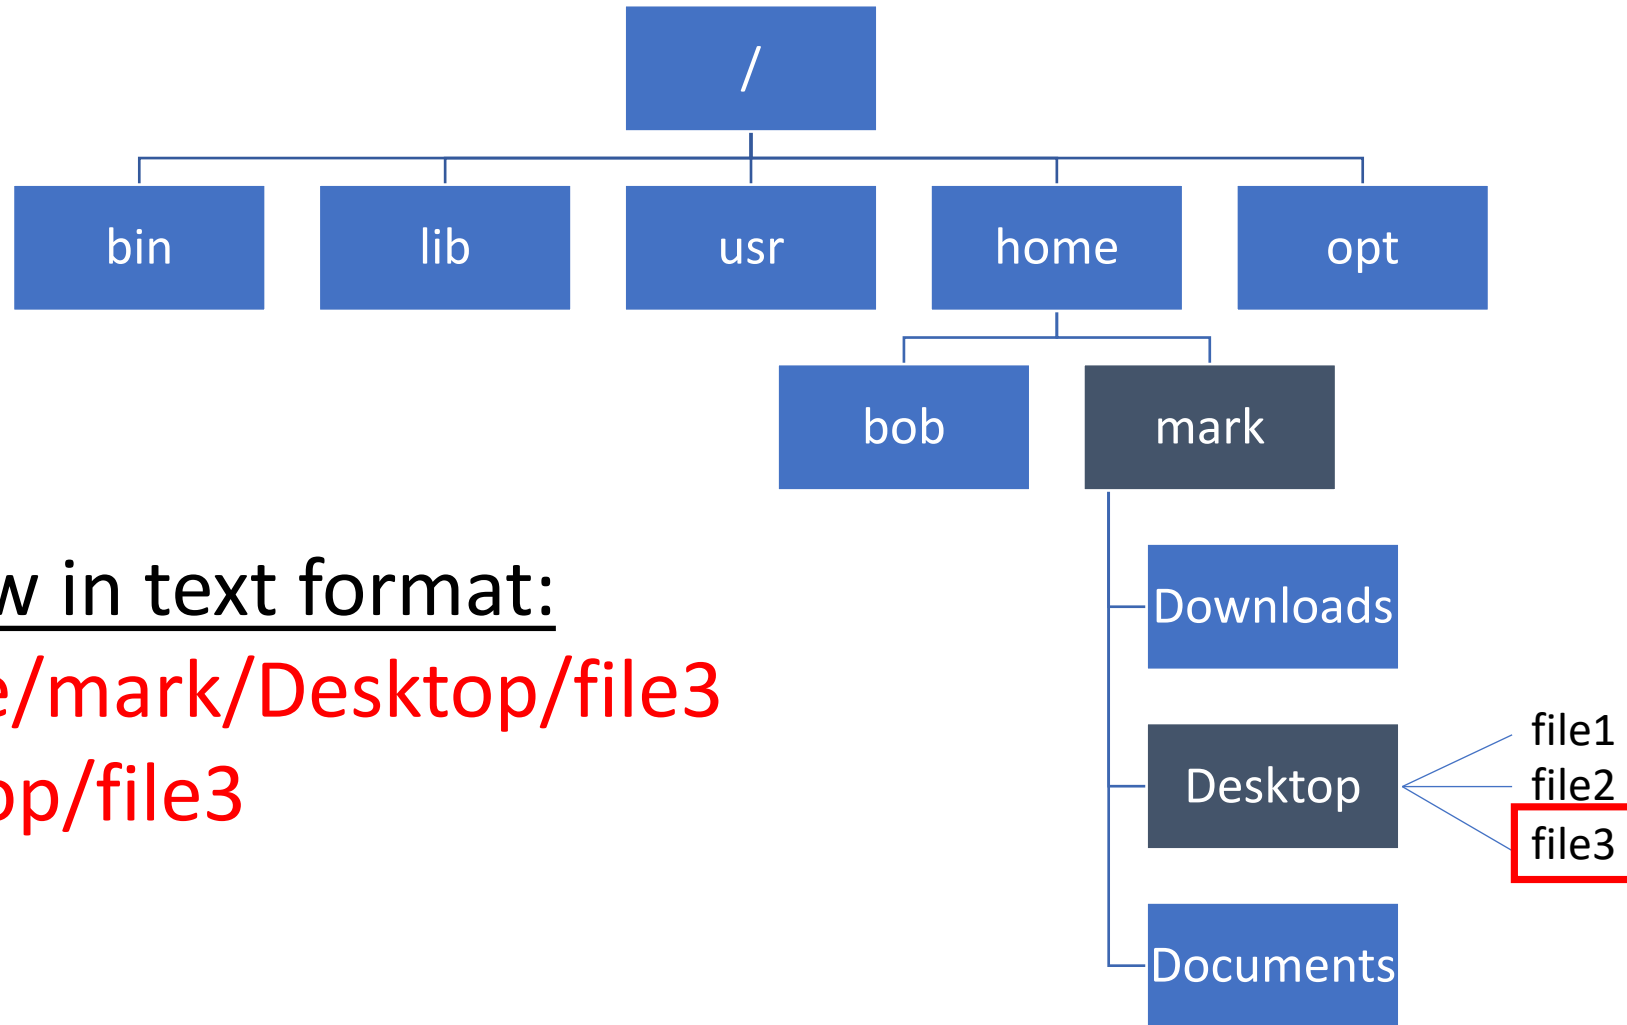 /
bin
lib
usr
home
opt
bob
mark
w in text format:
Downloads
e/mark/Desktop/file3
file1
Desktop
file2
op/file3
file3
Documents